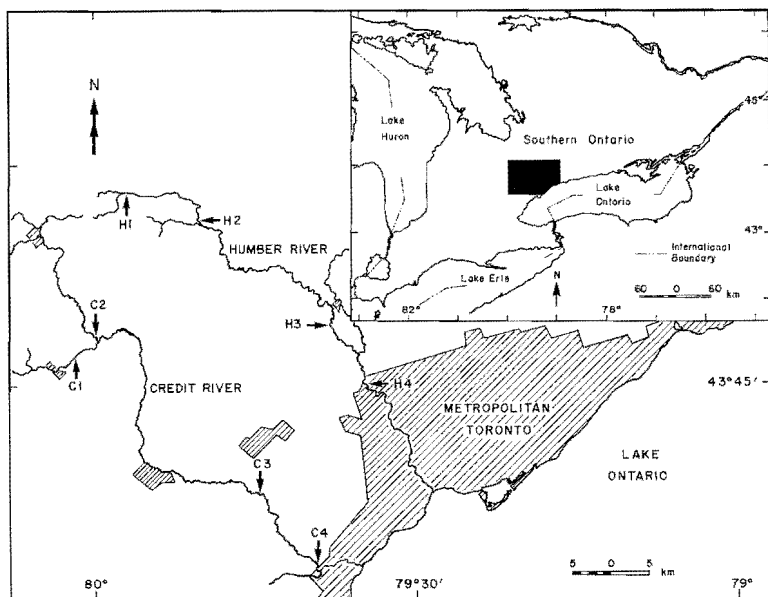 N
H1
H2
HUMBER RIVER
C2
H3
C1
CREDIT RIVER
H4
43°45'
METROPOLITAN
TORONTO
LAKE
ONTARIO
C3
C4
5 0 5
km
80°
79°30'
79°
Lake
Huron
Southern Ontario
45°
Lake
Ontario
43°
International
Boundary
Lake Erie
N
60 0 60
km
82°
78°